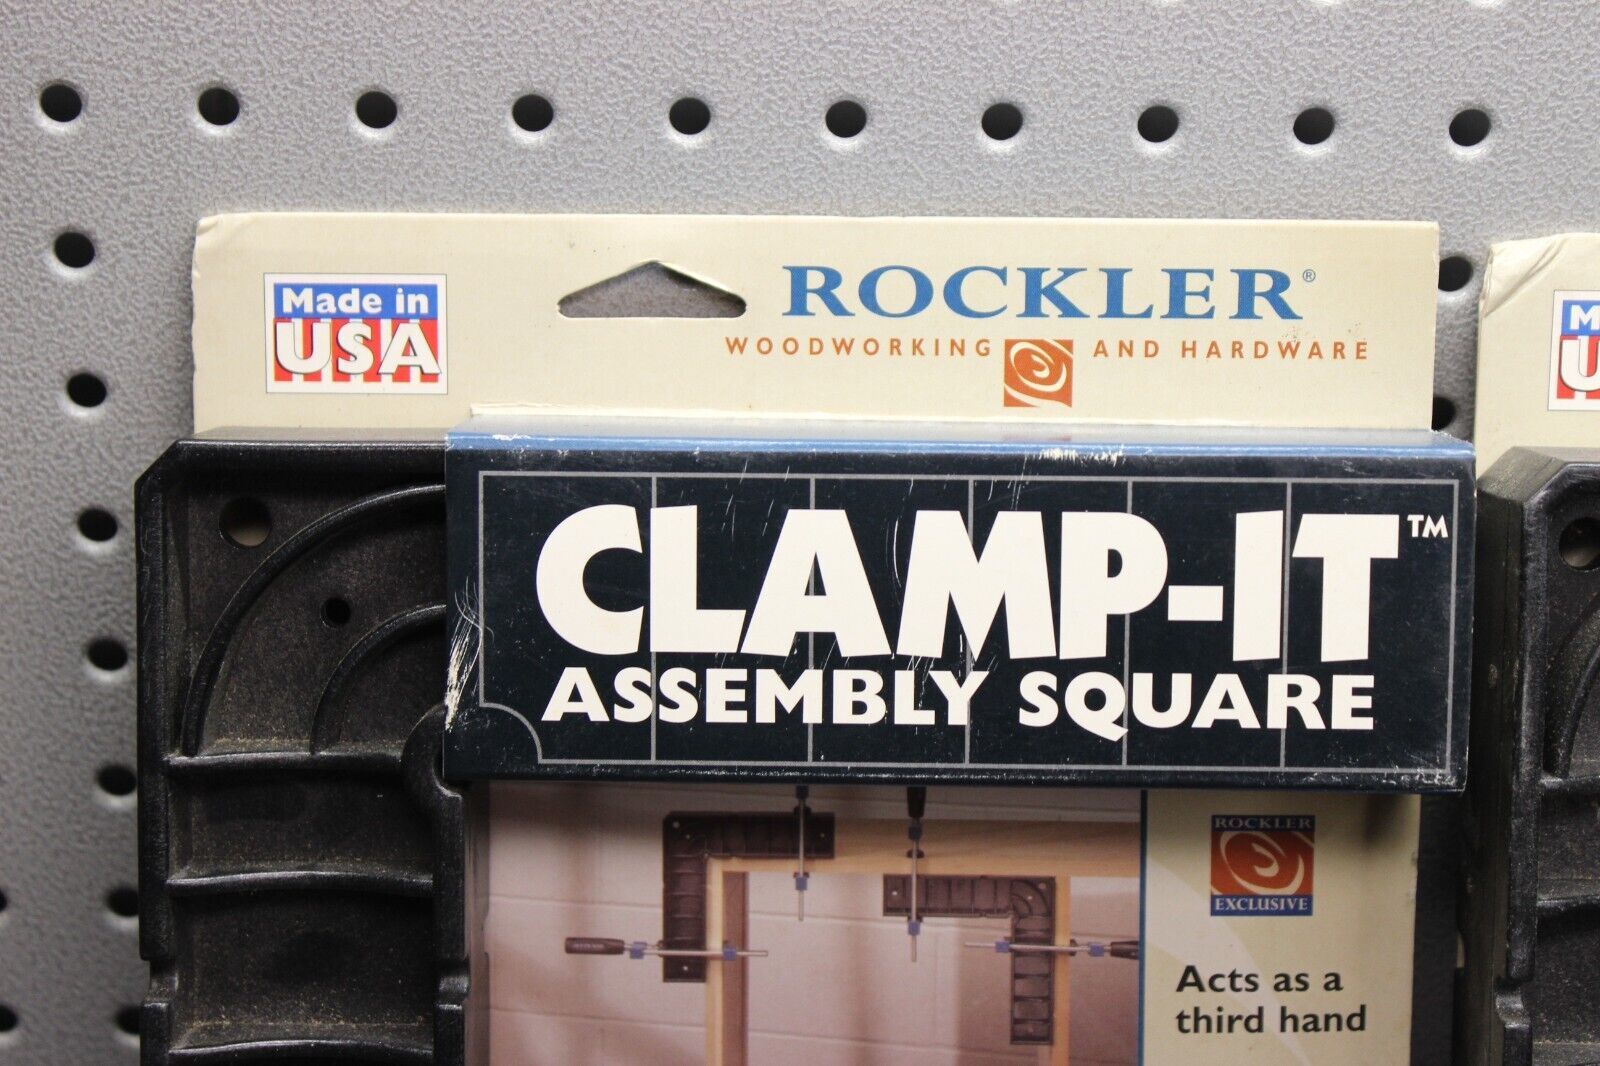 Made in
USA
ROCKLER®
WOODWORKING AND HARDWARE
CLAMP-IT™
ASSEMBLY SQUARE
ROCKLER
EXCLUSIVE
Acts as a
third hand
M
U